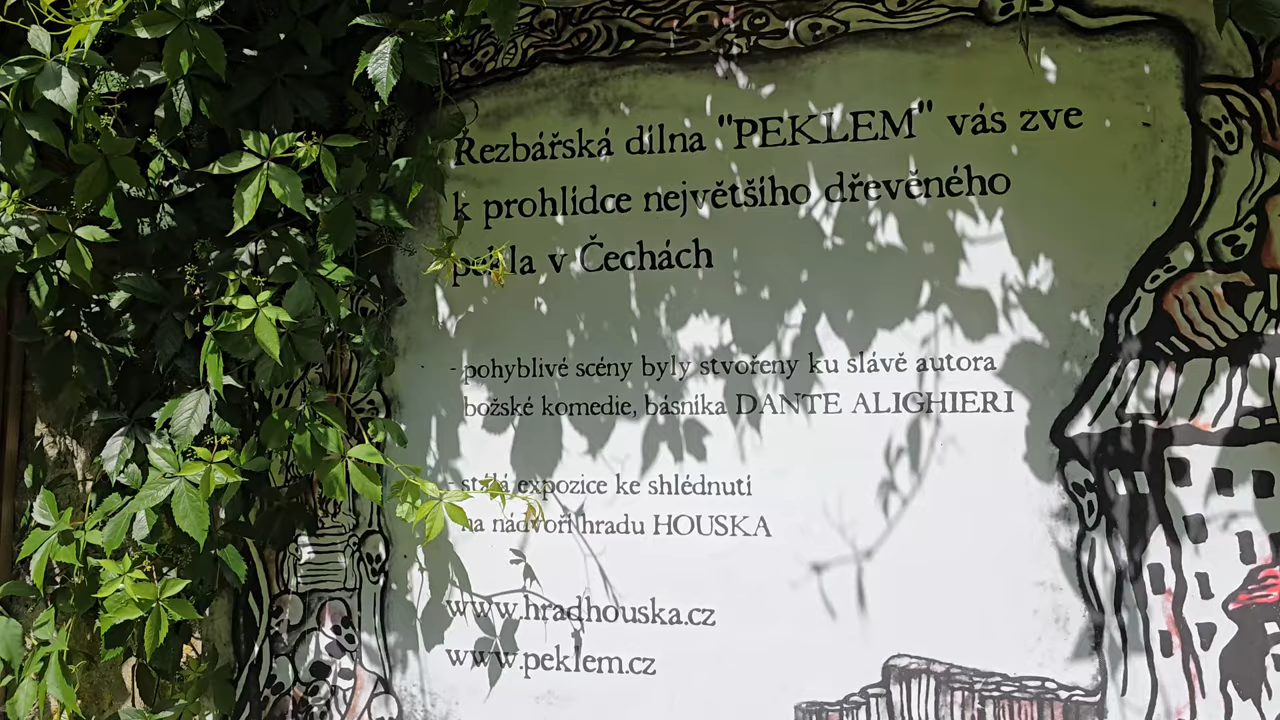 Řezbářská dílna "PEKLEM" vás zve
k prohlídce největšího dřevěného
pekla v Čechách
- pohyblivé scény byly stvořeny ku slávě autora
božské komedie, básníka DANTE ALIGHIERI
- stálá expozice ke shlédnutí
na nádvoří hradu HOUSKA
www.hradhouska.cz
www.peklem.cz